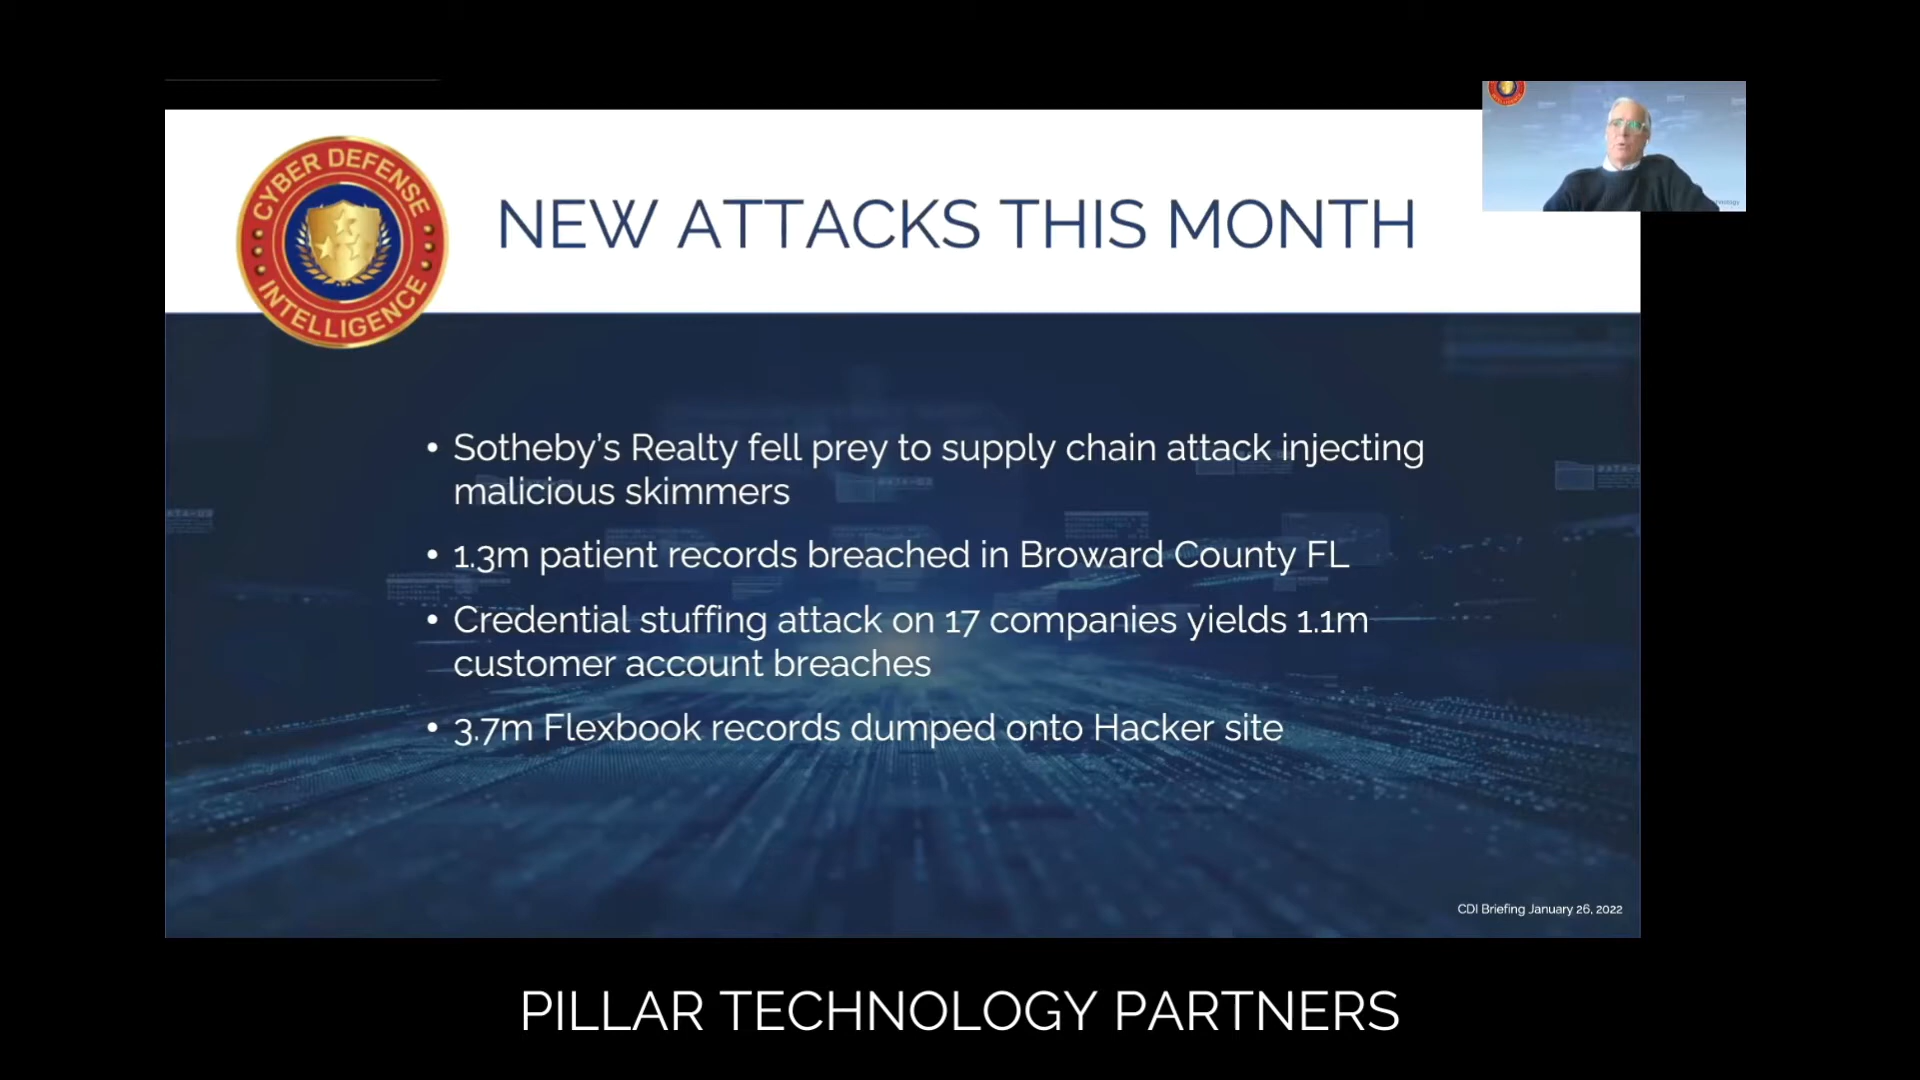 CYBER DEFENSE
INTELLIGENCE
NEW ATTACKS THIS MONTH
• Sotheby’s Realty fell prey to supply chain attack injecting
malicious skimmers
• 1.3m patient records breached in Broward County FL
• Credential stuffing attack on 17 companies yields 1.1m
customer account breaches
• 3.7m Flexbook records dumped onto Hacker site
CDI Briefing January 26, 2022
PILLAR TECHNOLOGY PARTNERS